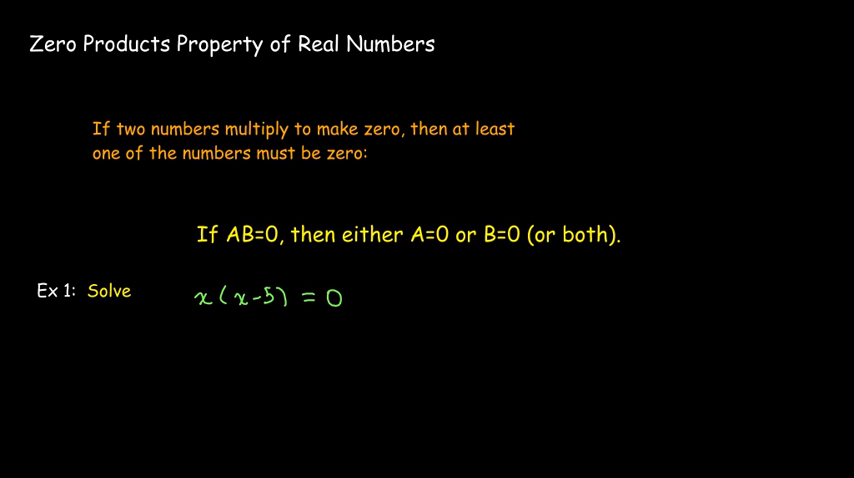 Zero Products Property of Real Numbers
If two numbers multiply to make zero, then at least
one of the numbers must be zero:
If AB=0, then either A=0 or B=0 (or both).
Ex 1: Solve x(x-5) = 0